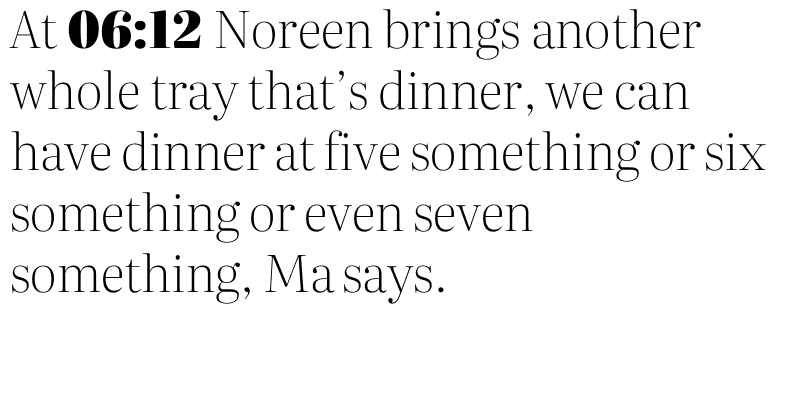 At 06:12 Noreen brings another
whole tray that’s dinner, we can
have dinner at five something or six
something or even seven
something, Ma says.